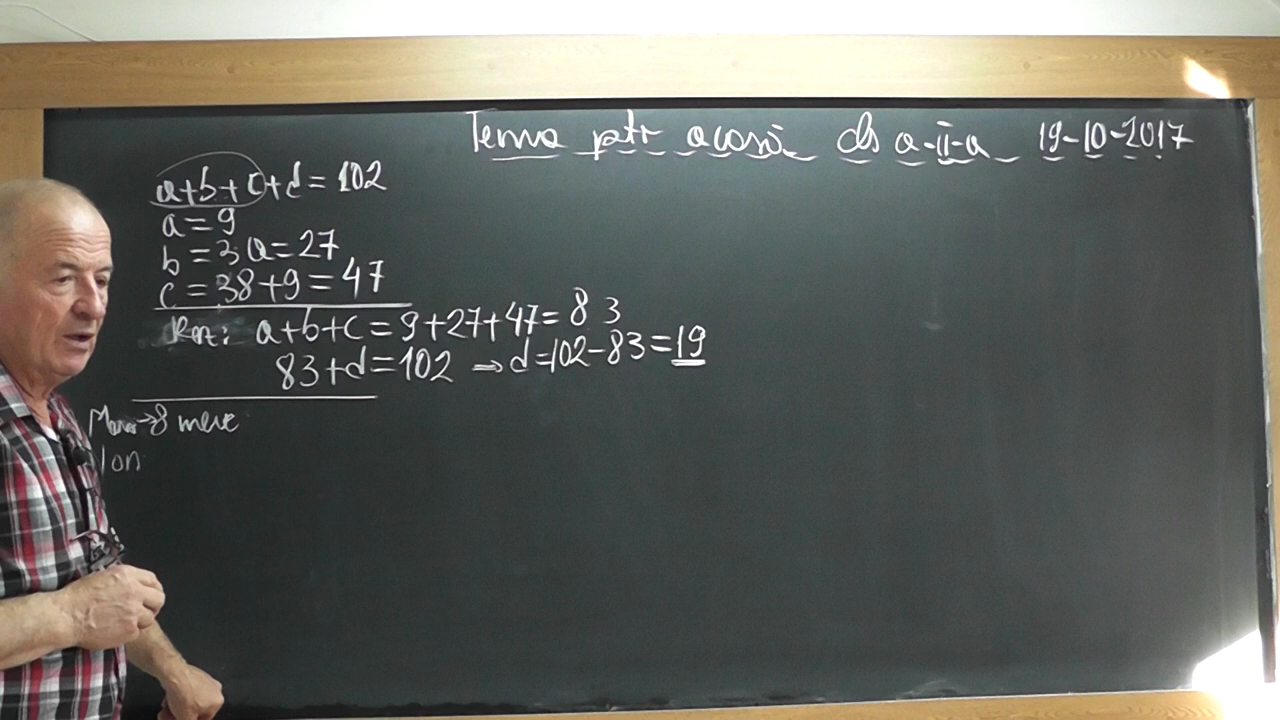 Tema ptr acasă cls a-II-a 19-10-2017
a+b+c+d=102
a=9
b=3a=27
c=38+9=47
Rez: a+b+c=9+27+47=83
83+d=102 → d=102-83=19
→8 mere
Ion